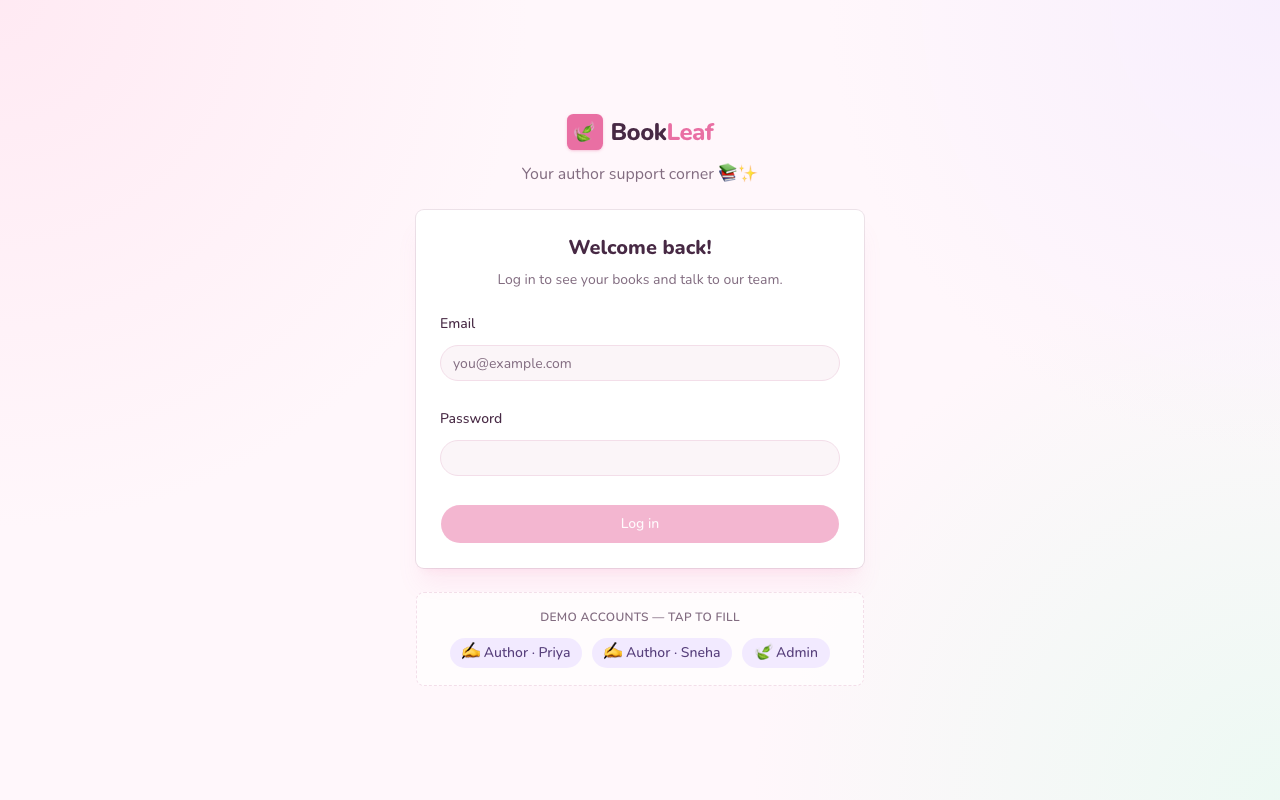 BookLeaf
Your author support corner 📚✨
Welcome back!
Log in to see your books and talk to our team.
Email
you@example.com
Password
Log in
DEMO ACCOUNTS — TAP TO FILL
✍️ Author · Priya
✍️ Author · Sneha
🌿 Admin